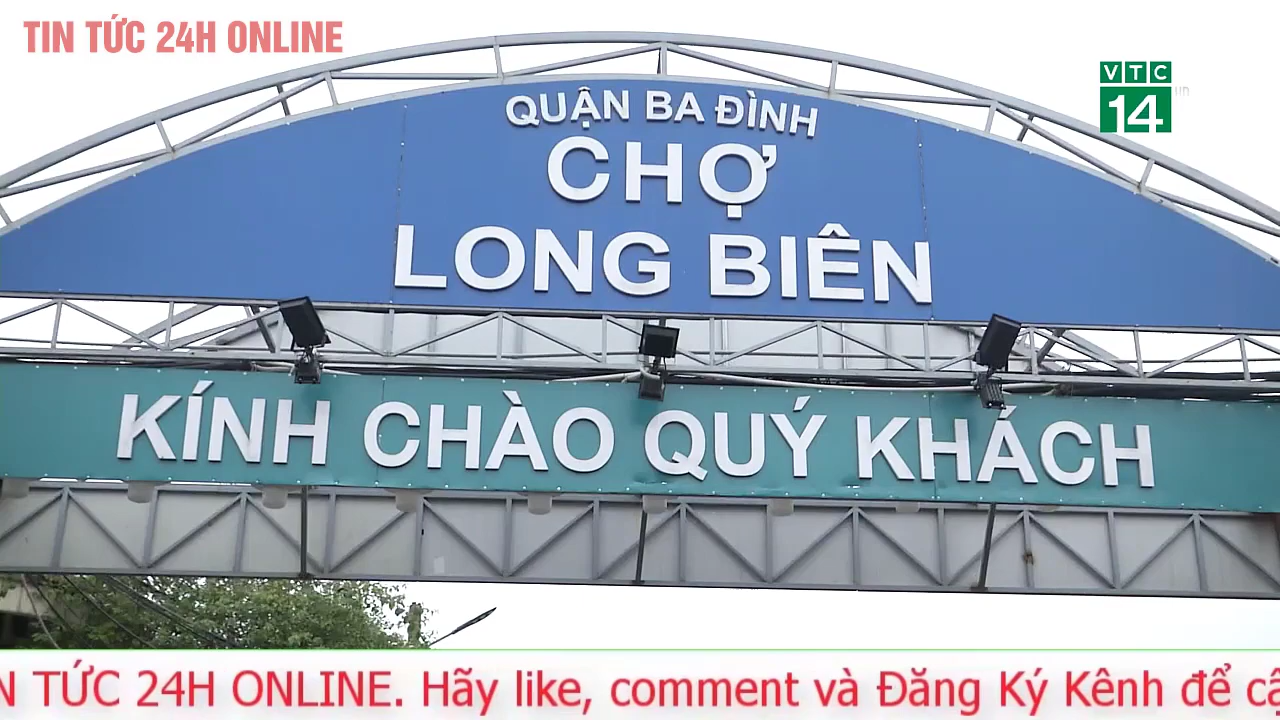 TIN TỨC 24H ONLINE
VTC
14
QUẬN BA ĐÌNH
CHỢ
LONG BIÊN
KÍNH CHÀO QUÝ KHÁCH
TỨC 24H ONLINE. Hãy like, comment và Đăng Ký Kênh để